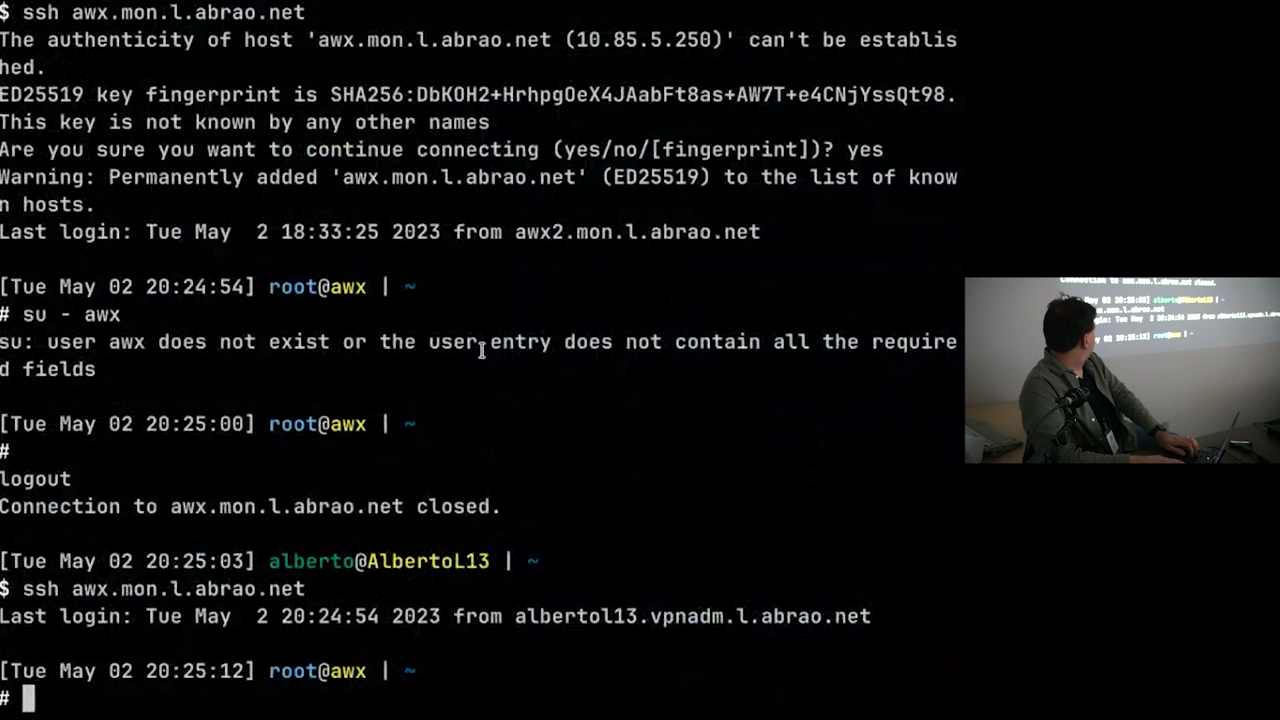 $ ssh awx.mon.l.abrao.net
The authenticity of host 'awx.mon.l.abrao.net (10.85.5.250)' can't be establis
hed.
ED25519 key fingerprint is SHA256:DbKOH2+HrhpgOeX4JAabFt8as+AW7T+e4CNjYssQt98.
This key is not known by any other names
Are you sure you want to continue connecting (yes/no/[fingerprint])? yes
Warning: Permanently added 'awx.mon.l.abrao.net' (ED25519) to the list of know
n hosts.
Last login: Tue May  2 18:33:25 2023 from awx2.mon.l.abrao.net
[Tue May 02 20:24:54] root@awx | ~
# su - awx
su: user awx does not exist or the user entry does not contain all the require
d fields
[Tue May 02 20:25:00] root@awx | ~
#
logout
Connection to awx.mon.l.abrao.net closed.
[Tue May 02 20:25:03] alberto@AlbertoL13 | ~
$ ssh awx.mon.l.abrao.net
Last login: Tue May  2 20:24:54 2023 from albertol13.vpnadm.l.abrao.net
[Tue May 02 20:25:12] root@awx | ~
#